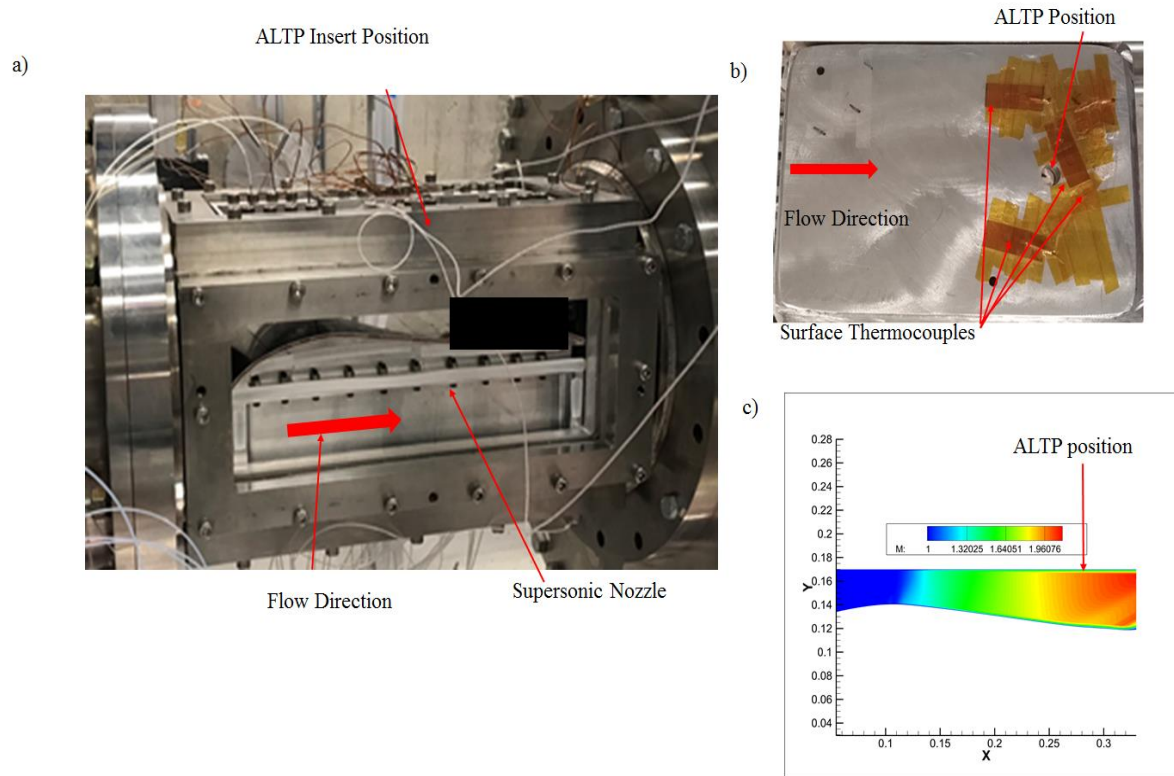 ALTP Insert Position
a)
Flow Direction
Supersonic Nozzle
ALTP Position
b)
Flow Direction
Surface Thermocouples
c)
ALTP position
0.28
0.26
0.24
0.22
0.2
0.18
0.16
0.14
0.12
0.1
0.08
0.06
0.04
Y
M: 1 1.32025 1.64051 1.96076
0.1 0.15 0.2 0.25 0.3
X